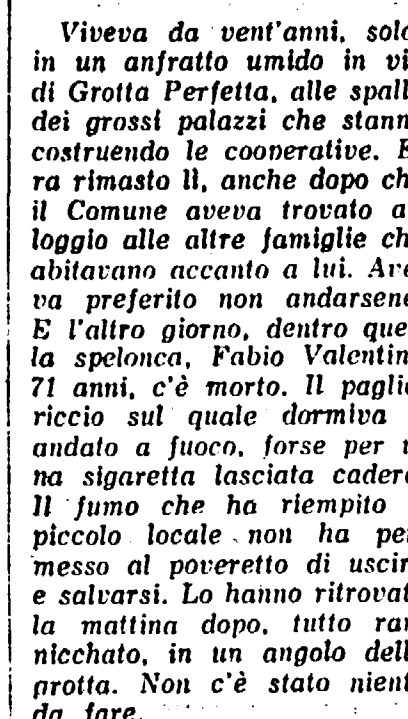 Viveva da vent'anni, solo
in un anfratto umido in vi
di Grotta Perfetta, alle spall
dei grossi palazzi che stann
costruendo le cooperative. E
ra rimasto lì, anche dopo ch
il Comune aveva trovato a
loggio alle altre famiglie ch
abitavano accanto a lui. Ave
va preferito non andarsene
E l'altro giorno, dentro quel
la spelonca, Fabio Valentin
71 anni, c'è morto. Il paglie
riccio sul quale dormiva
andato a fuoco, forse per u
na sigaretta lasciata cadere
Il fumo che ha riempito
piccolo locale non ha per
messo al poveretto di uscir
e salvarsi. Lo hanno ritrovat
la mattina dopo, tutto ran
nicchiato, in un angolo dell
grotta. Non c'è stato nient
da fare.